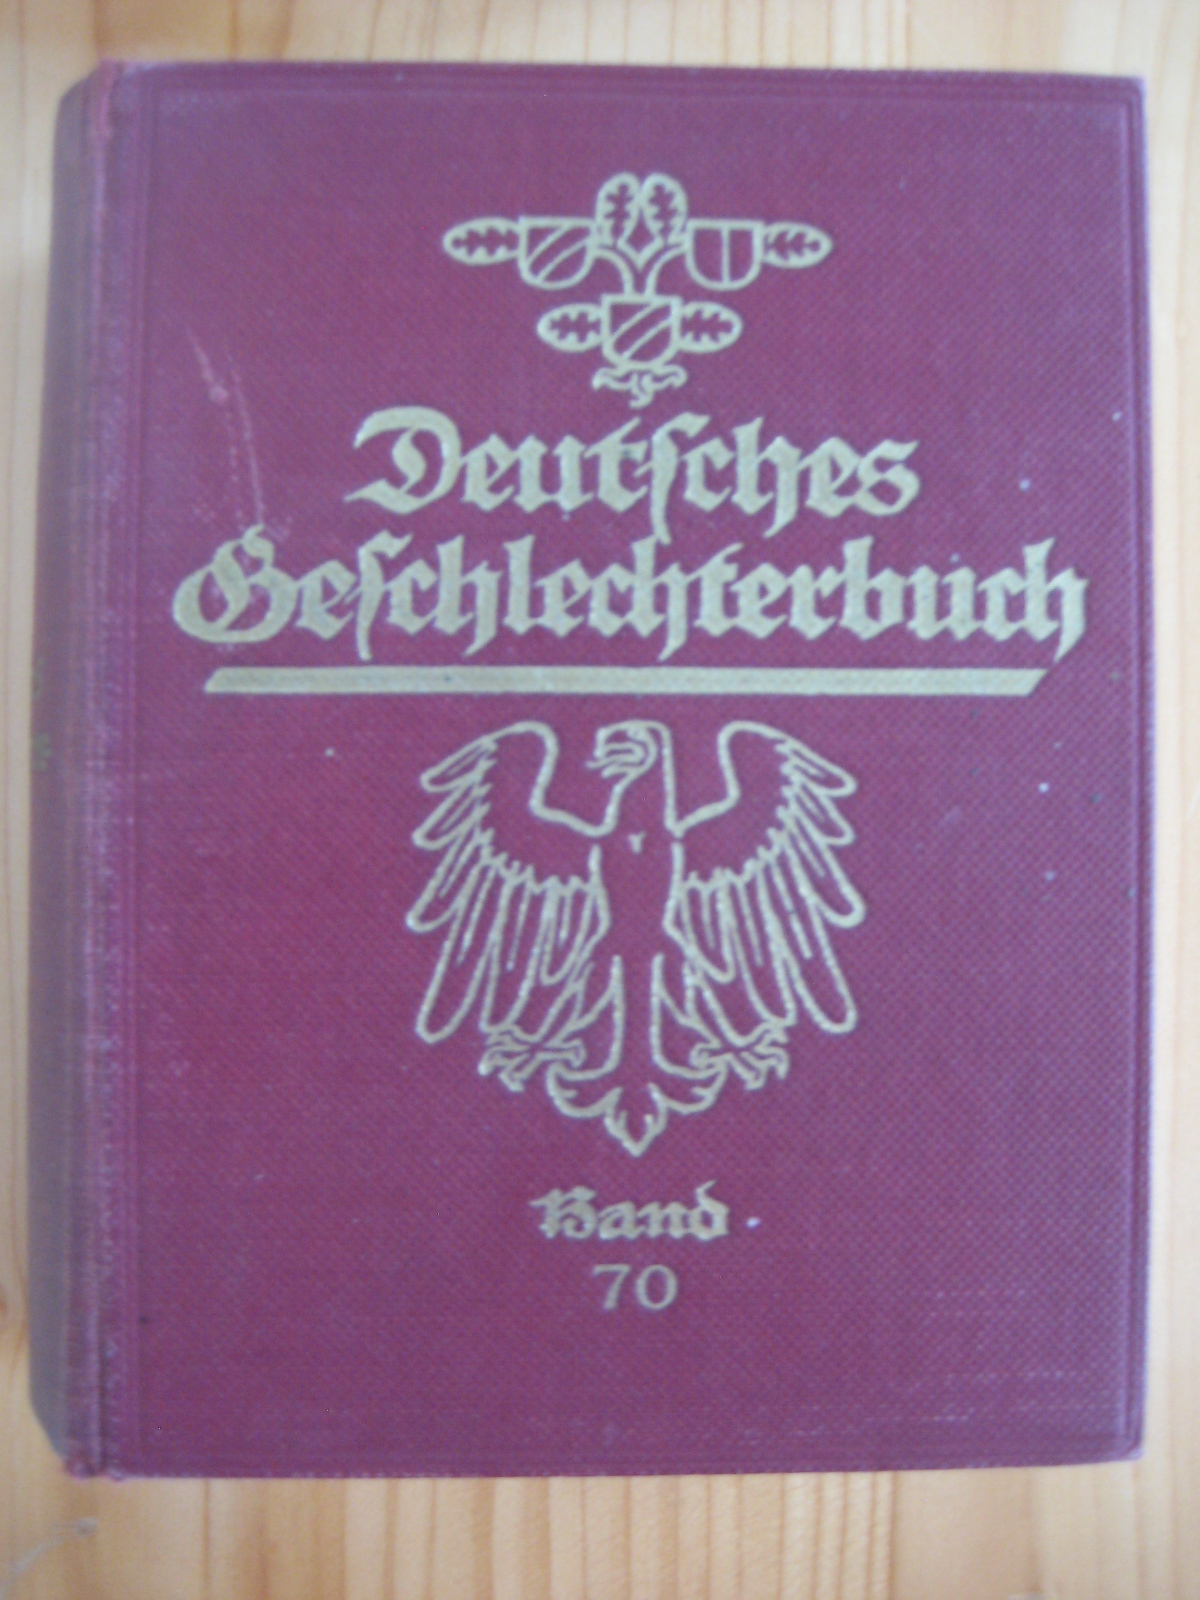 Deutſches
Geſchlechterbuch
Band
70